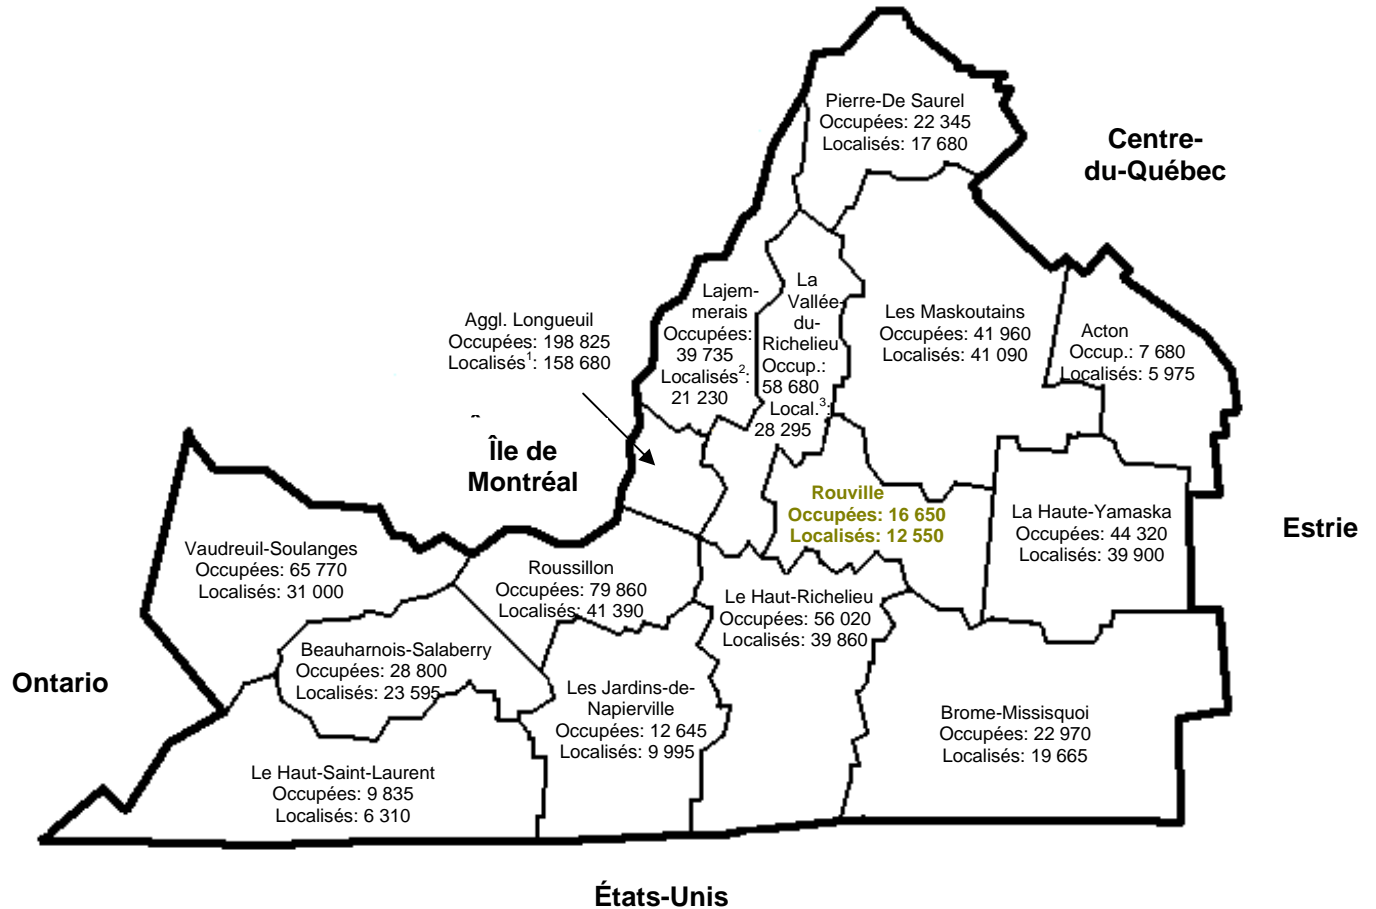 Pierre-De Saurel
Occupées: 22 345
Localisés: 17 680
Centre-
du-Québec
La
Vallée-
du-
Richelieu
Occup.:
58 680
Local.³:
28 295
Lajem-
merais
Occupées:
39 735
Localisés²:
21 230
Aggl. Longueuil
Occupées: 198 825
Localisés¹: 158 680
Les Maskoutains
Occupées: 41 960
Localisés: 41 090
Acton
Occup.: 7 680
Localisés: 5 975
Île de
Montréal
Rouville
Occupées: 16 650
Localisés: 12 550
La Haute-Yamaska
Occupées: 44 320
Localisés: 39 900
Estrie
Vaudreuil-Soulanges
Occupées: 65 770
Localisés: 31 000
Roussillon
Occupées: 79 860
Localisés: 41 390
Le Haut-Richelieu
Occupées: 56 020
Localisés: 39 860
Beauharnois-Salaberry
Occupées: 28 800
Localisés: 23 595
Ontario
Les Jardins-de-
Napierville
Occupées: 12 645
Localisés: 9 995
Brome-Missisquoi
Occupées: 22 970
Localisés: 19 665
Le Haut-Saint-Laurent
Occupées: 9 835
Localisés: 6 310
États-Unis